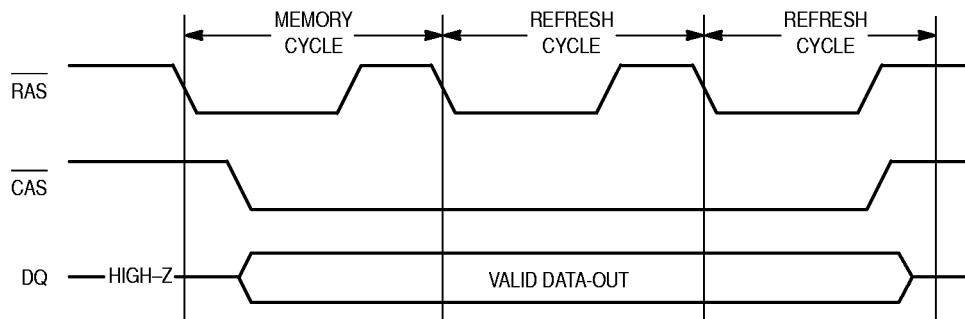 MEMORY
CYCLE
REFRESH
CYCLE
REFRESH
CYCLE
RAS
CAS
DQ
HIGH–Z
VALID DATA-OUT